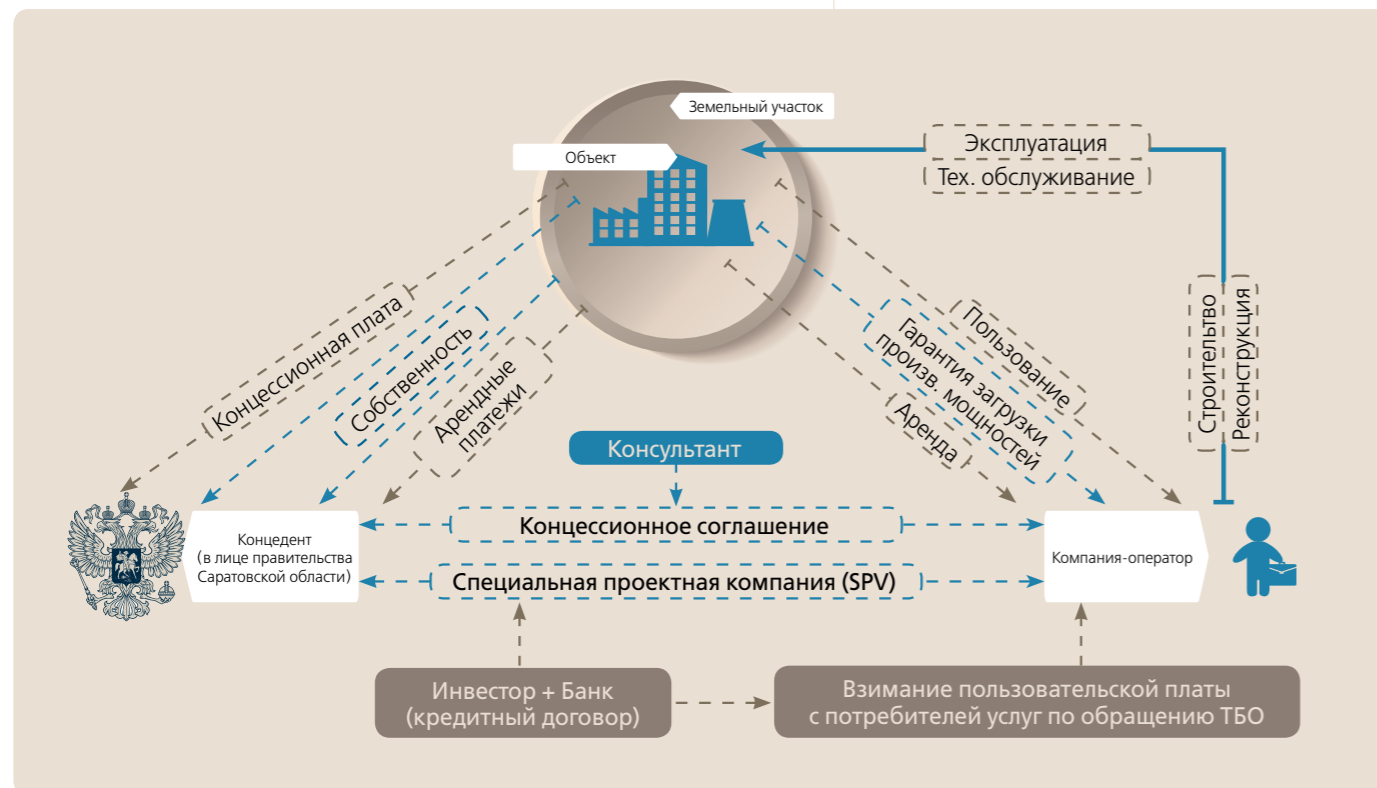 Земельный участок
Объект
Эксплуатация
Тех. обслуживание
Строительство
Реконструкция
Концессионная плата
Собственность
Арендные
платежи
Пользование
Гарантия загрузки
произв. мощностей
Аренда
Консультант
Концессионное соглашение
Концедент
(в лице правительства
Саратовской области)
Компания-оператор
Специальная проектная компания (SPV)
Инвестор + Банк
(кредитный договор)
Взимание пользовательской платы
с потребителей услуг по обращению ТБО